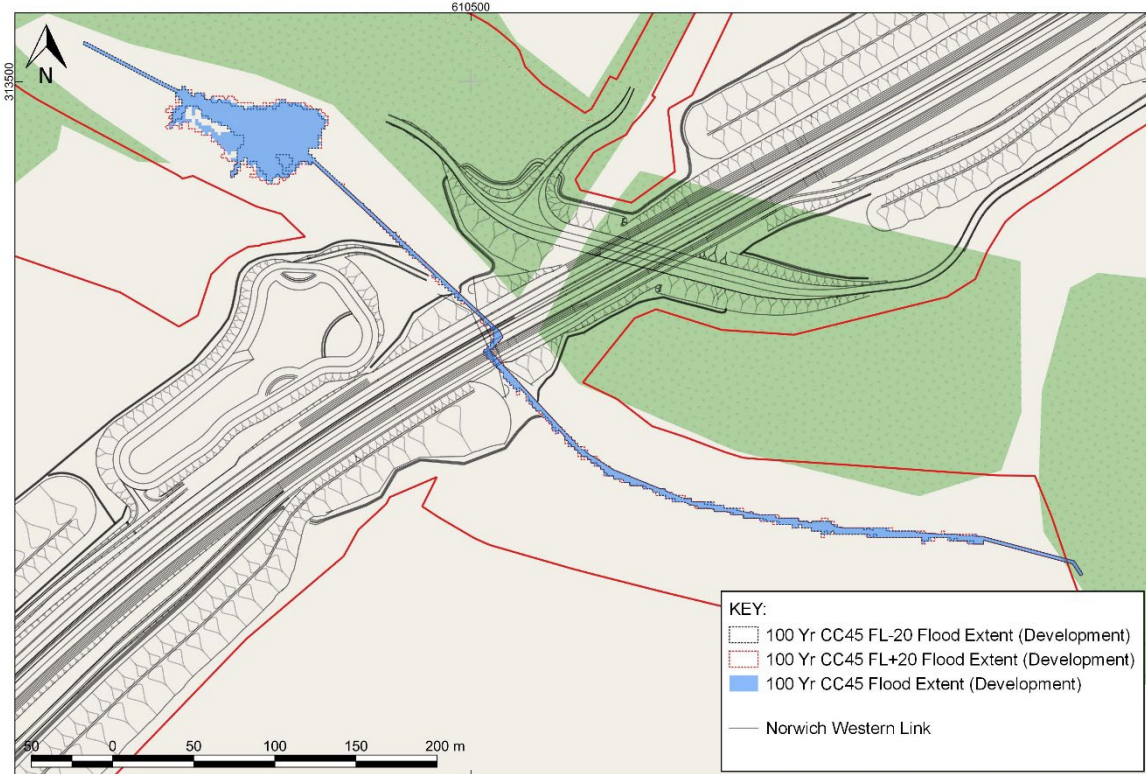 610500
313500
N
KEY:
100 Yr CC45 FL-20 Flood Extent (Development)
100 Yr CC45 FL+20 Flood Extent (Development)
100 Yr CC45 Flood Extent (Development)
Norwich Western Link
50 0 50 100 150 200 m